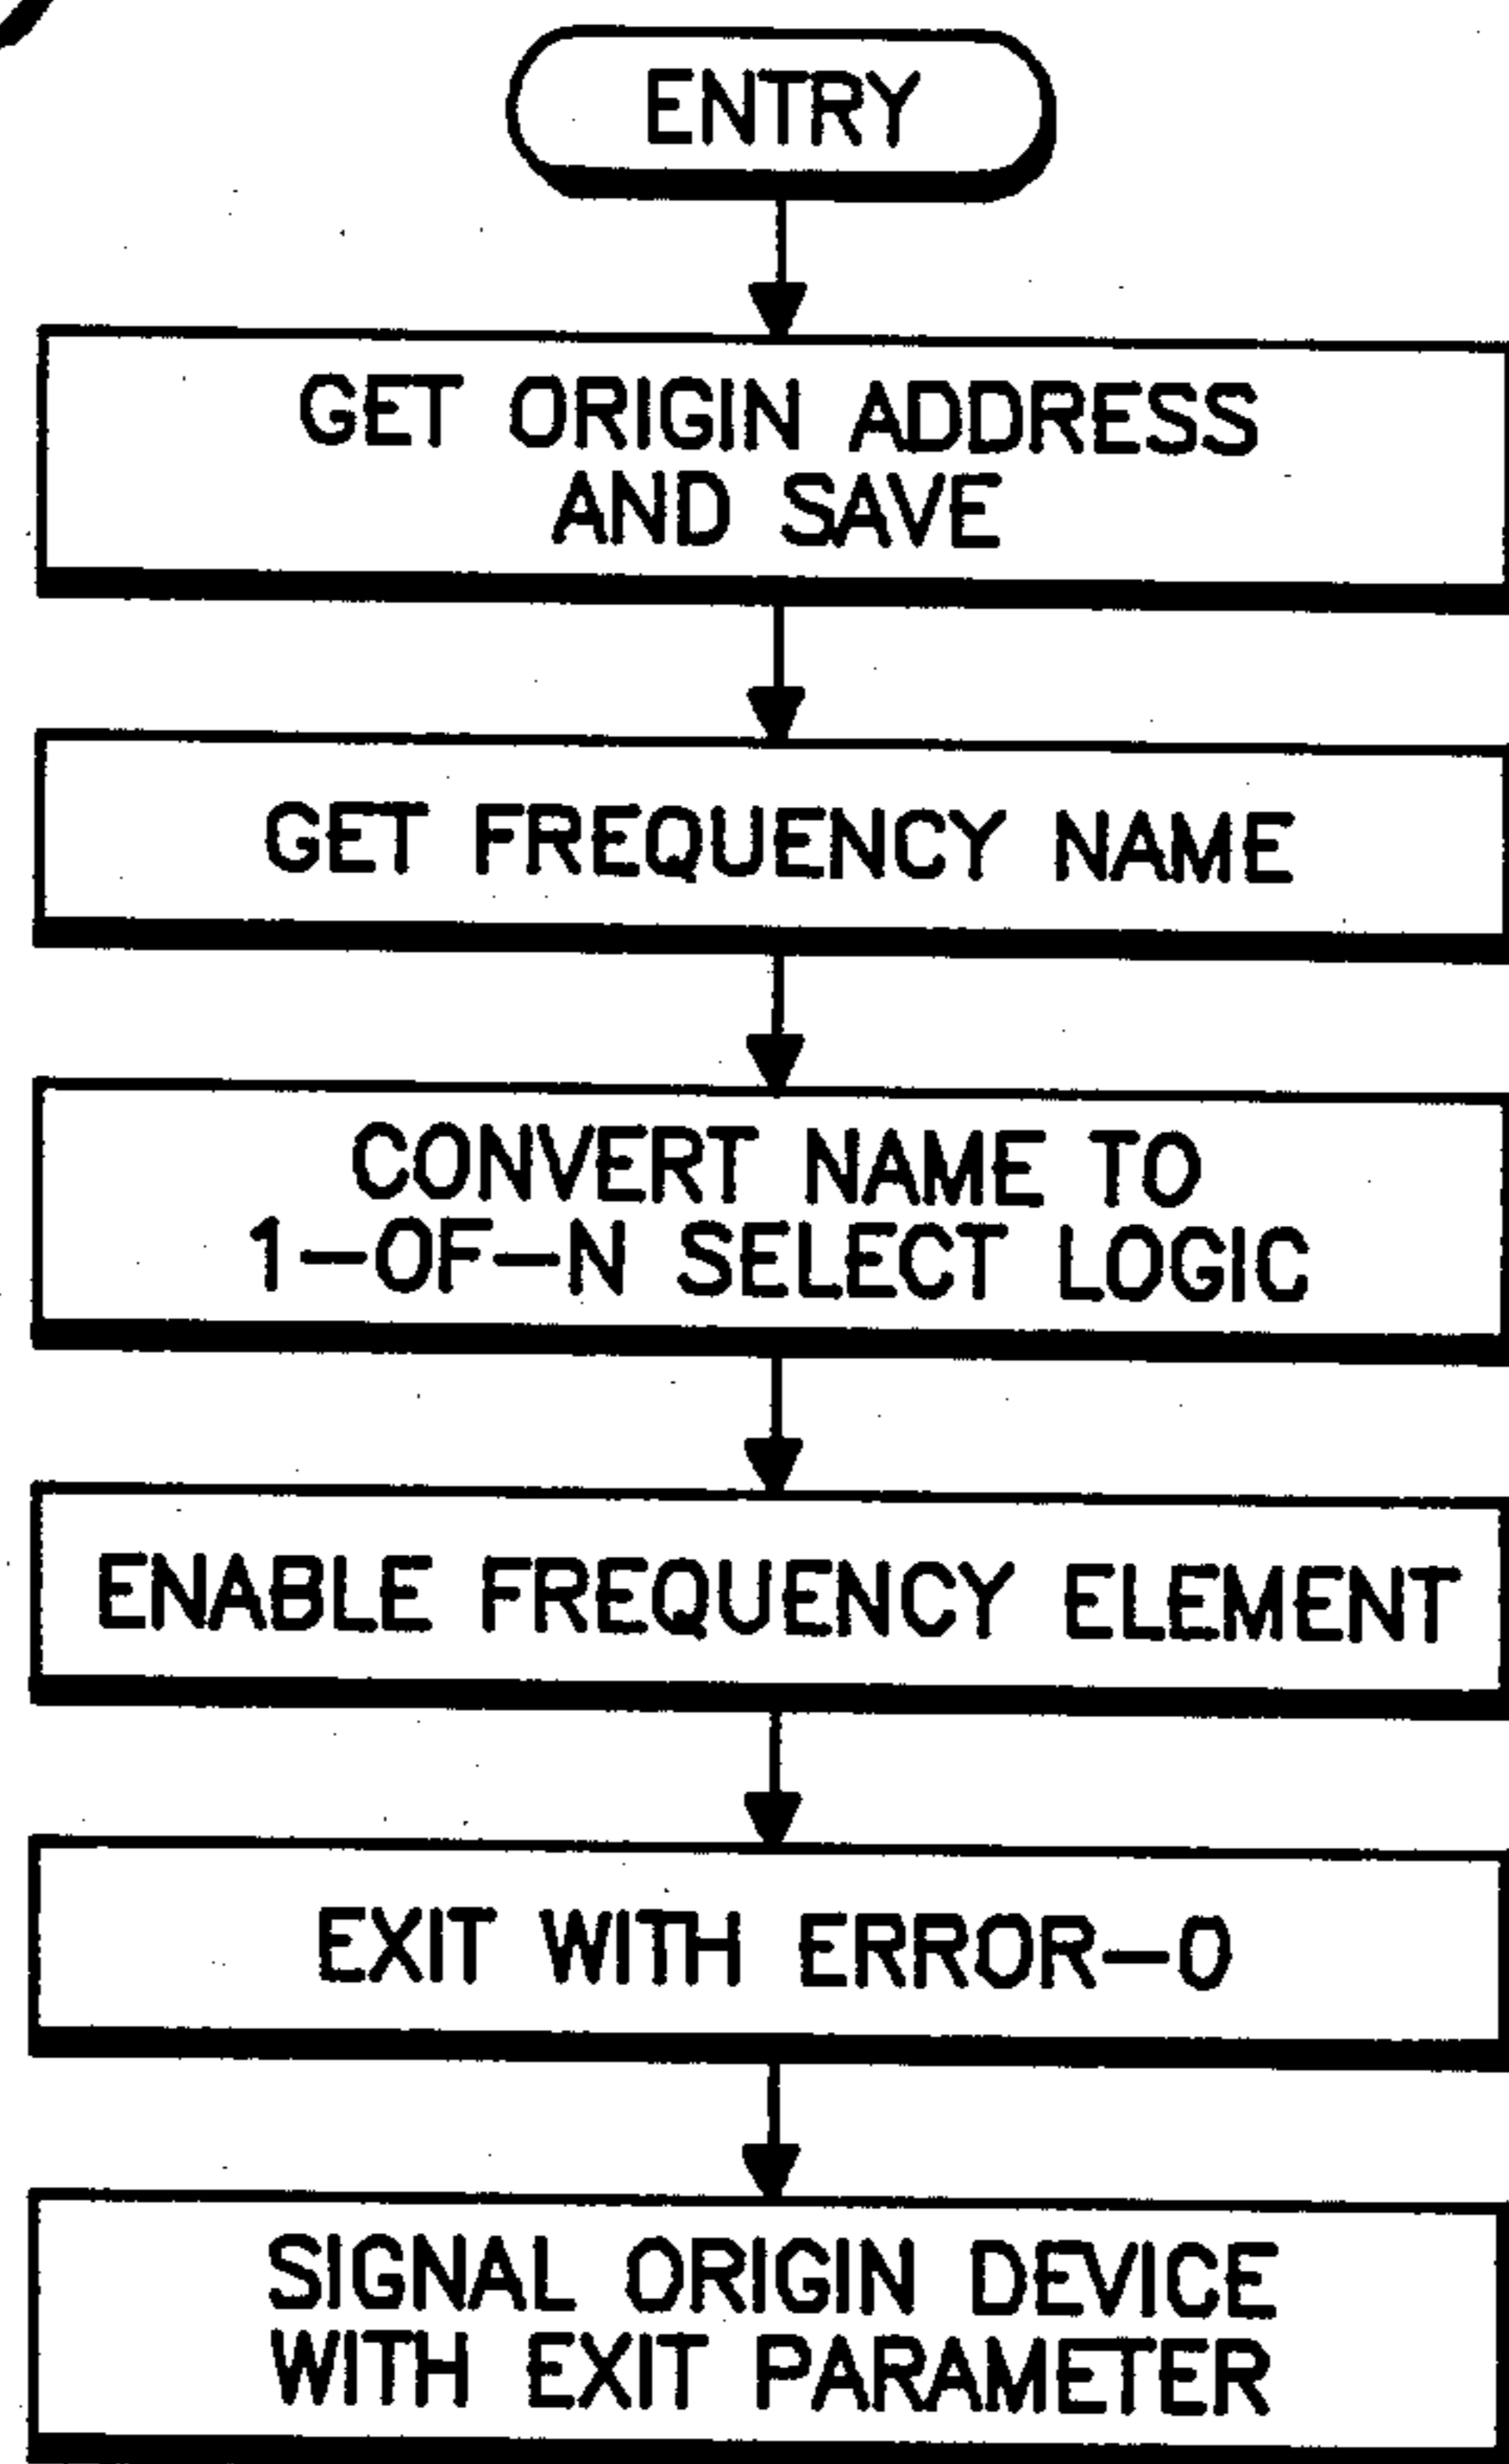 ENTRY
GET ORIGIN ADDRESS
AND SAVE
GET FREQUENCY NAME
CONVERT NAME TO
1-OF-N SELECT LOGIC
ENABLE FREQUENCY ELEMENT
EXIT WITH ERROR-0
SIGNAL ORIGIN DEVICE
WITH EXIT PARAMETER